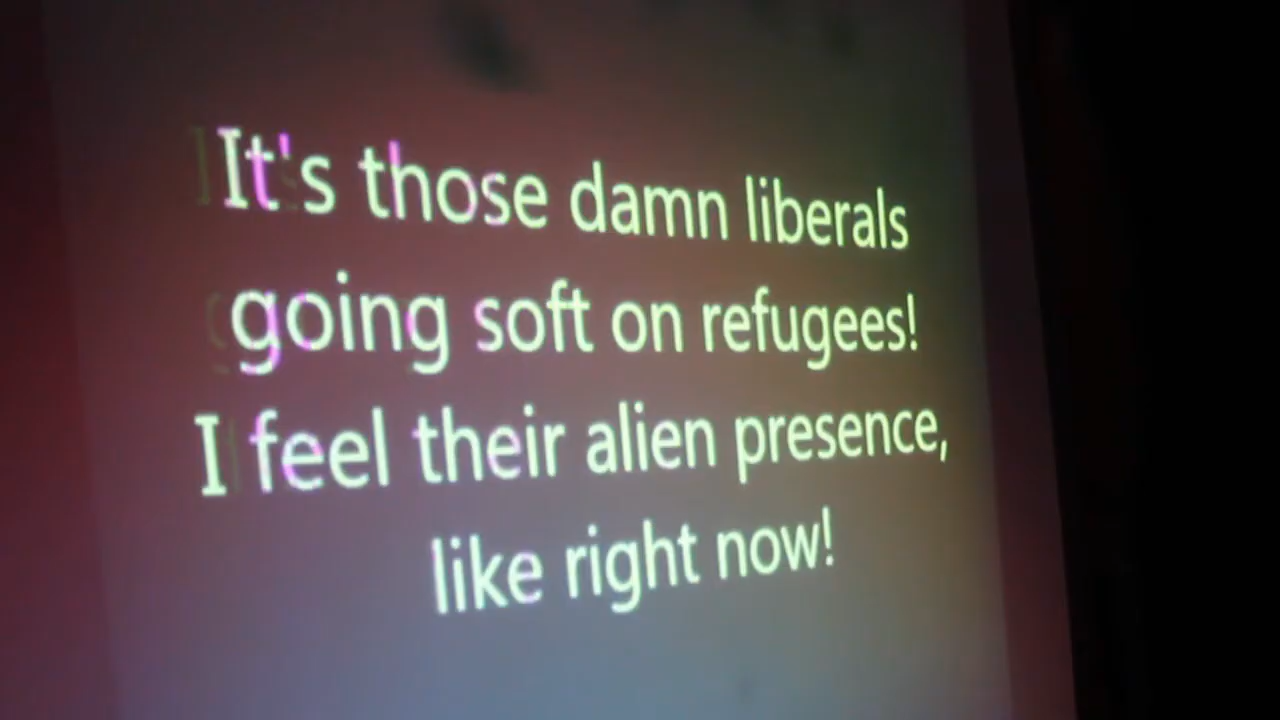 It's those damn liberals
going soft on refugees!
I feel their alien presence,
like right now!